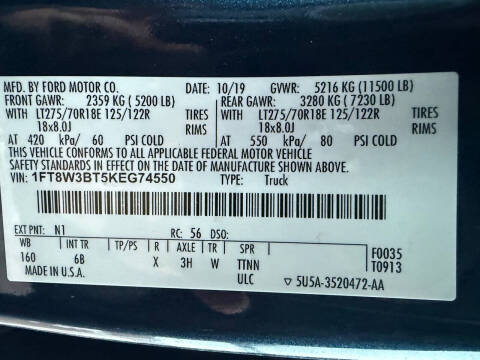 MFD. BY FORD MOTOR CO. DATE: 10/19 GVWR: 5216 KG (11500 LB)
FRONT GAWR: 2359 KG (5200 LB) REAR GAWR: 3280 KG (7230 LB)
WITH LT275/70R18E 125/122R TIRES WITH LT275/70R18E 125/122R TIRES
18x8.0J RIMS 18x8.0J RIMS
AT 420 kPa/ 60 PSI COLD AT 550 kPa/ 80 PSI COLD
THIS VEHICLE CONFORMS TO ALL APPLICABLE FEDERAL MOTOR VEHICLE
SAFETY STANDARDS IN EFFECT ON THE DATE OF MANUFACTURE SHOWN ABOVE.
VIN: 1FT8W3BT5KEG74550 TYPE: Truck
EXT PNT: N1 RC: 56 DSO:
WB INT TR TP/PS R AXLE TR SPR F0035
160 6B X 3H W TTNN T0913
MADE IN U.S.A. ULC 5U5A-3520472-AA